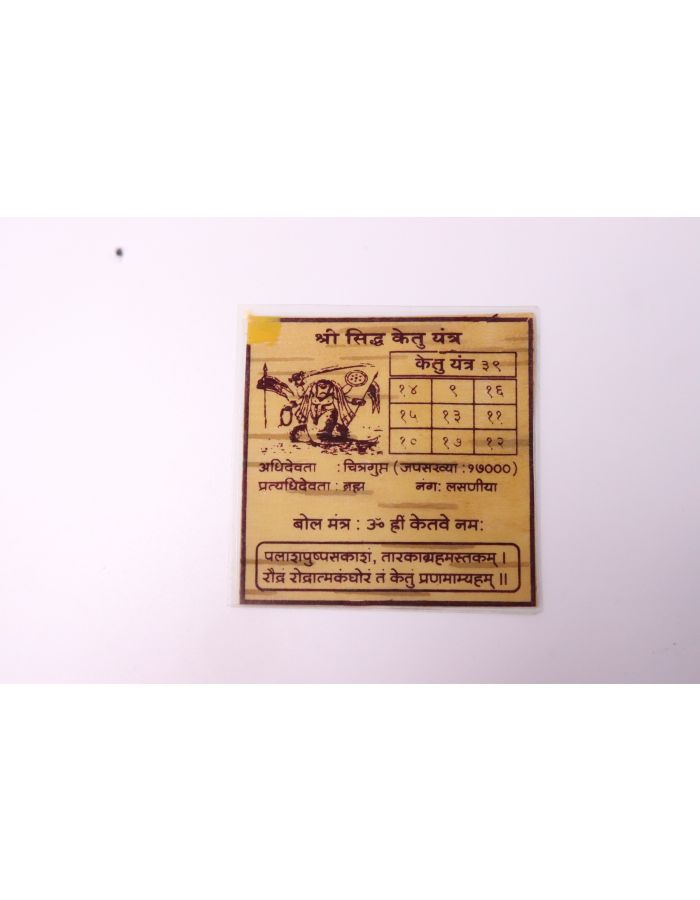 श्री सिद्ध केतु यंत्र
केतु यंत्र ३९
१४ ९ १६
१५ १३ ११
१० १७ १२
अधिदेवता : चित्रगुप्त (जपसख्या : १७०००)
प्रत्यधिदेवता : ब्रह्म नंग: लसणीया
बोल मंत्र : ॐ ह्रीं केतवे नम:
पलाशपुष्पसकाशं, तारकाग्रहमस्तकम् ।
रौद्रं रोद्रात्मकंघोरं तं केतुं प्रणमाम्यहम् ॥